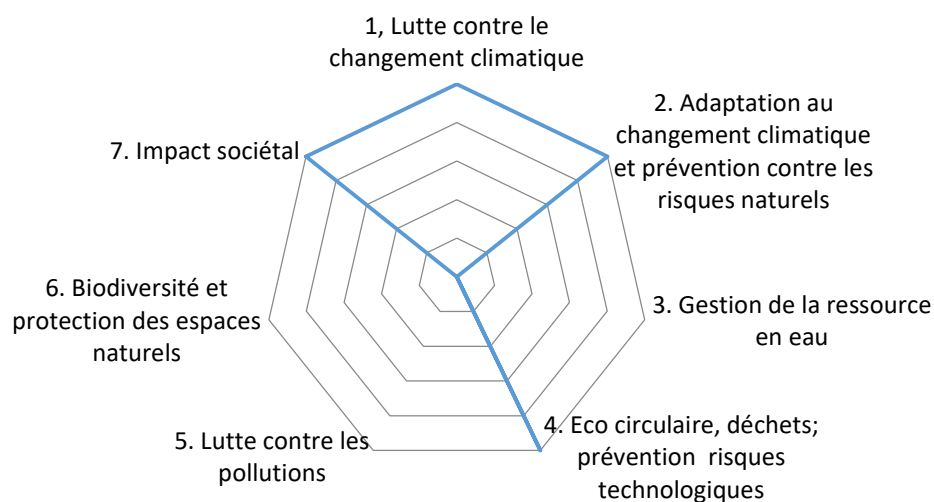 1, Lutte contre le
changement climatique
2. Adaptation au
changement climatique
et prévention contre les
risques naturels
3. Gestion de la ressource
en eau
4. Eco circulaire, déchets;
prévention  risques
technologiques
5. Lutte contre les
pollutions
6. Biodiversité et
protection des espaces
naturels
7. Impact sociétal